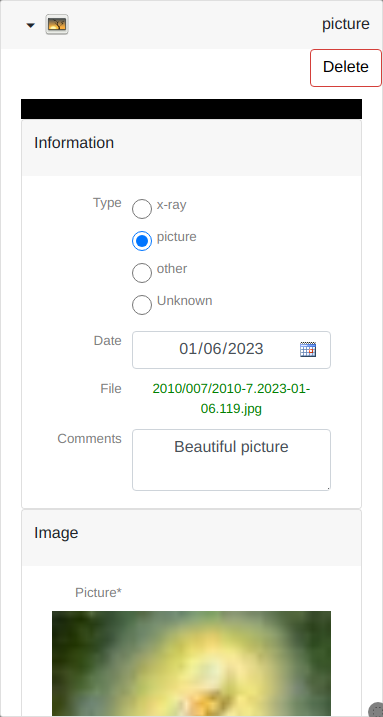 picture
Delete
Information
Type
x-ray
picture
other
Unknown
Date
01/06/2023
File
2010/007/2010-7.2023-01-
06.119.jpg
Comments
Beautiful picture
Image
Picture*